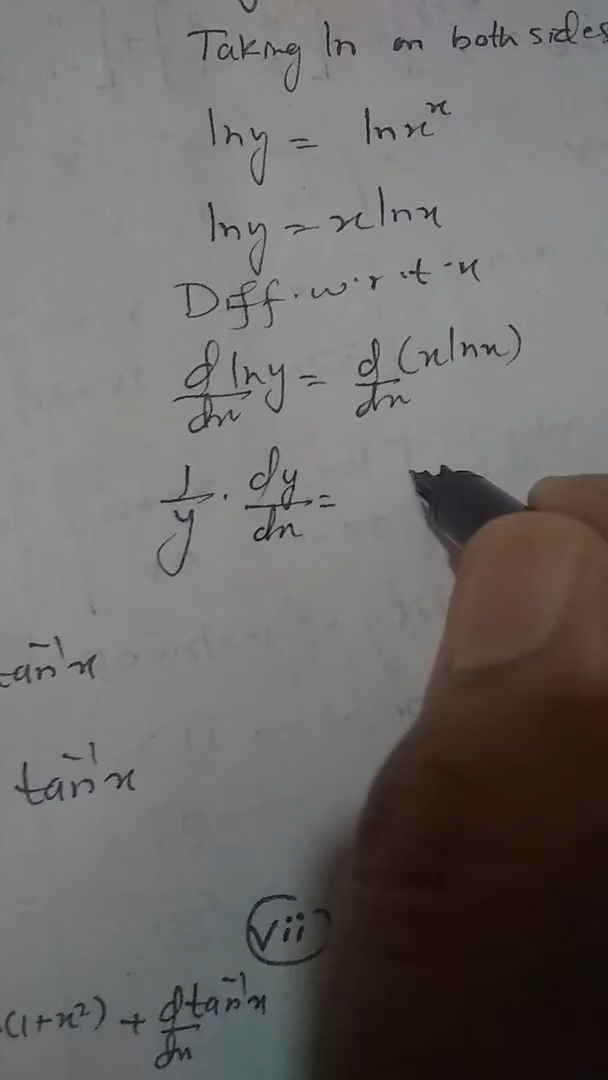 Taking ln on both sides
lny = lnx^x
lny = xlnx
Diff. w.r.t. x
d/dx lny = d/dx (xlnx)
1/y . dy/dx =
tan⁻¹x
tan⁻¹x
(vii)
(1+x²) + d/dx tan⁻¹x